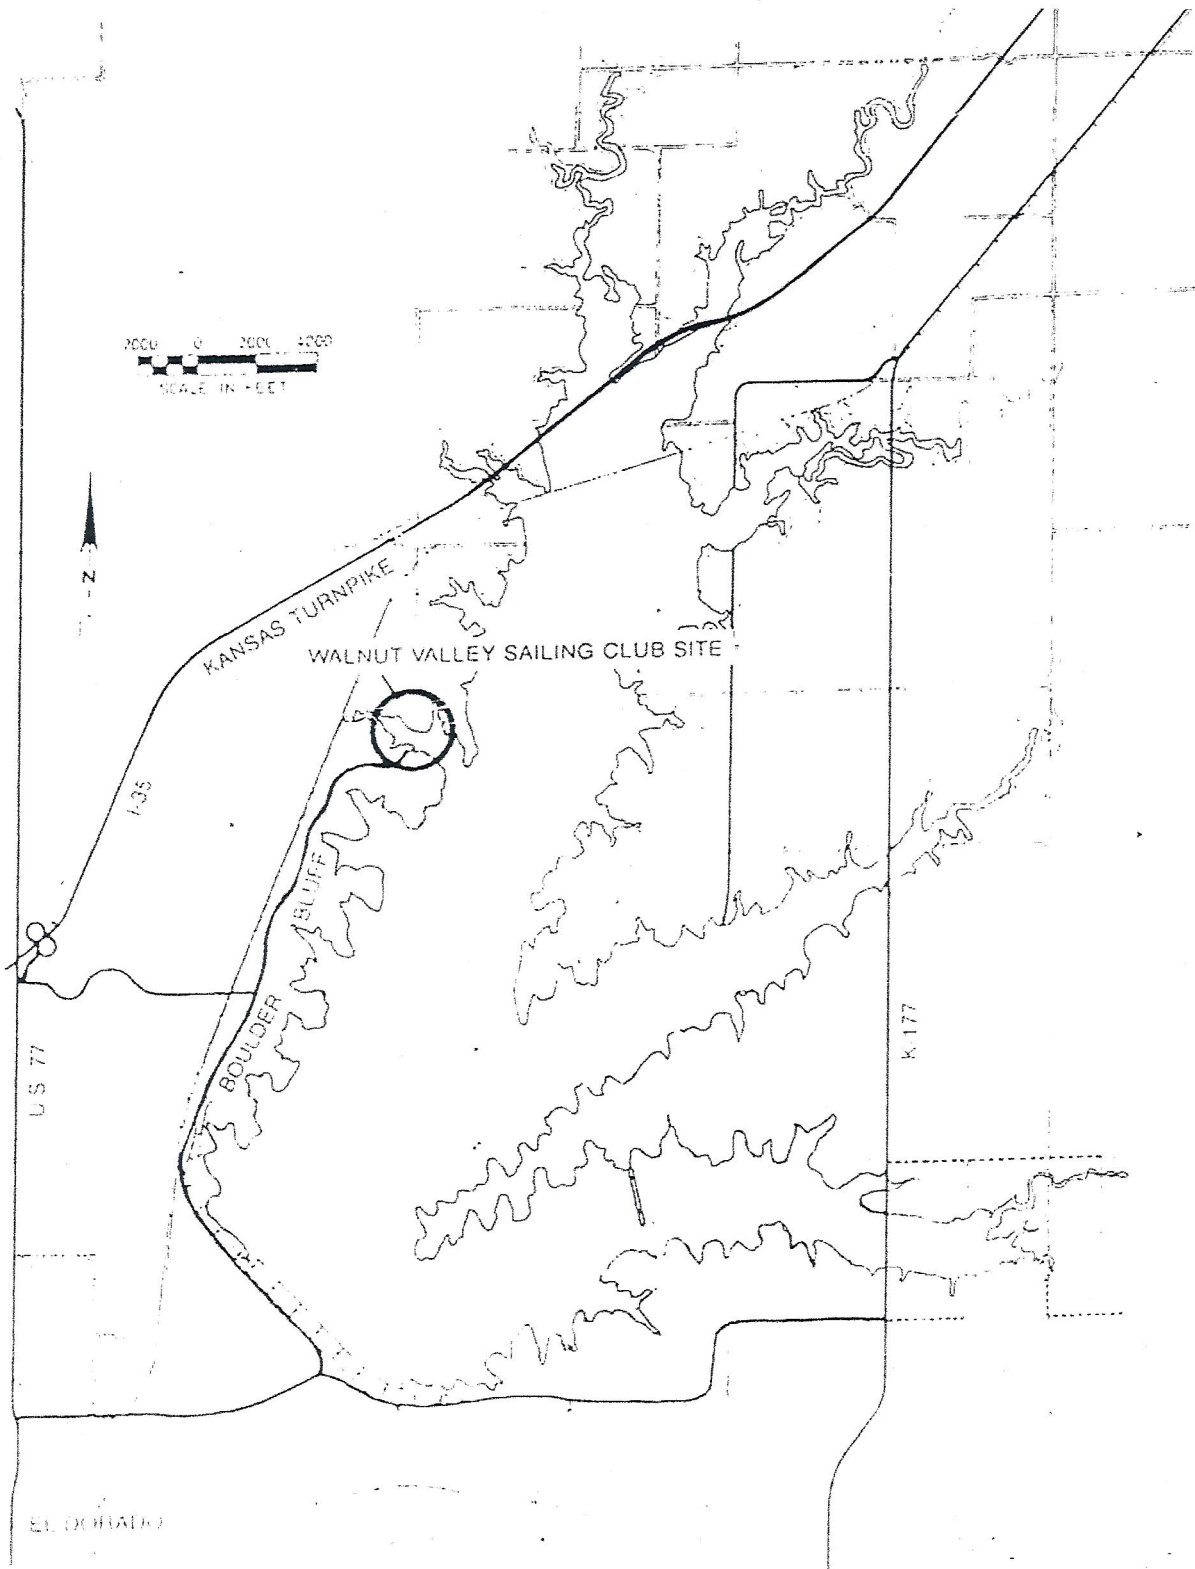 2000 0 2000 4000
SCALE IN FEET
N
KANSAS TURNPIKE
WALNUT VALLEY SAILING CLUB SITE
I-35
BLUFF
BOULDER
US 77
K-177
EL DORADO